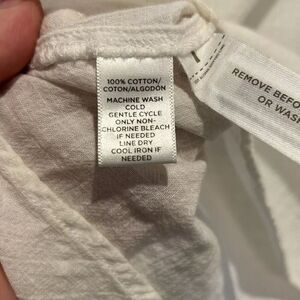 100% COTTON/
COTON/ALGODÓN
MACHINE WASH
COLD
GENTLE CYCLE
ONLY NON-
CHLORINE BLEACH
IF NEEDED
LINE DRY
COOL IRON IF
NEEDED
REMOVE BEFO
OR WASH